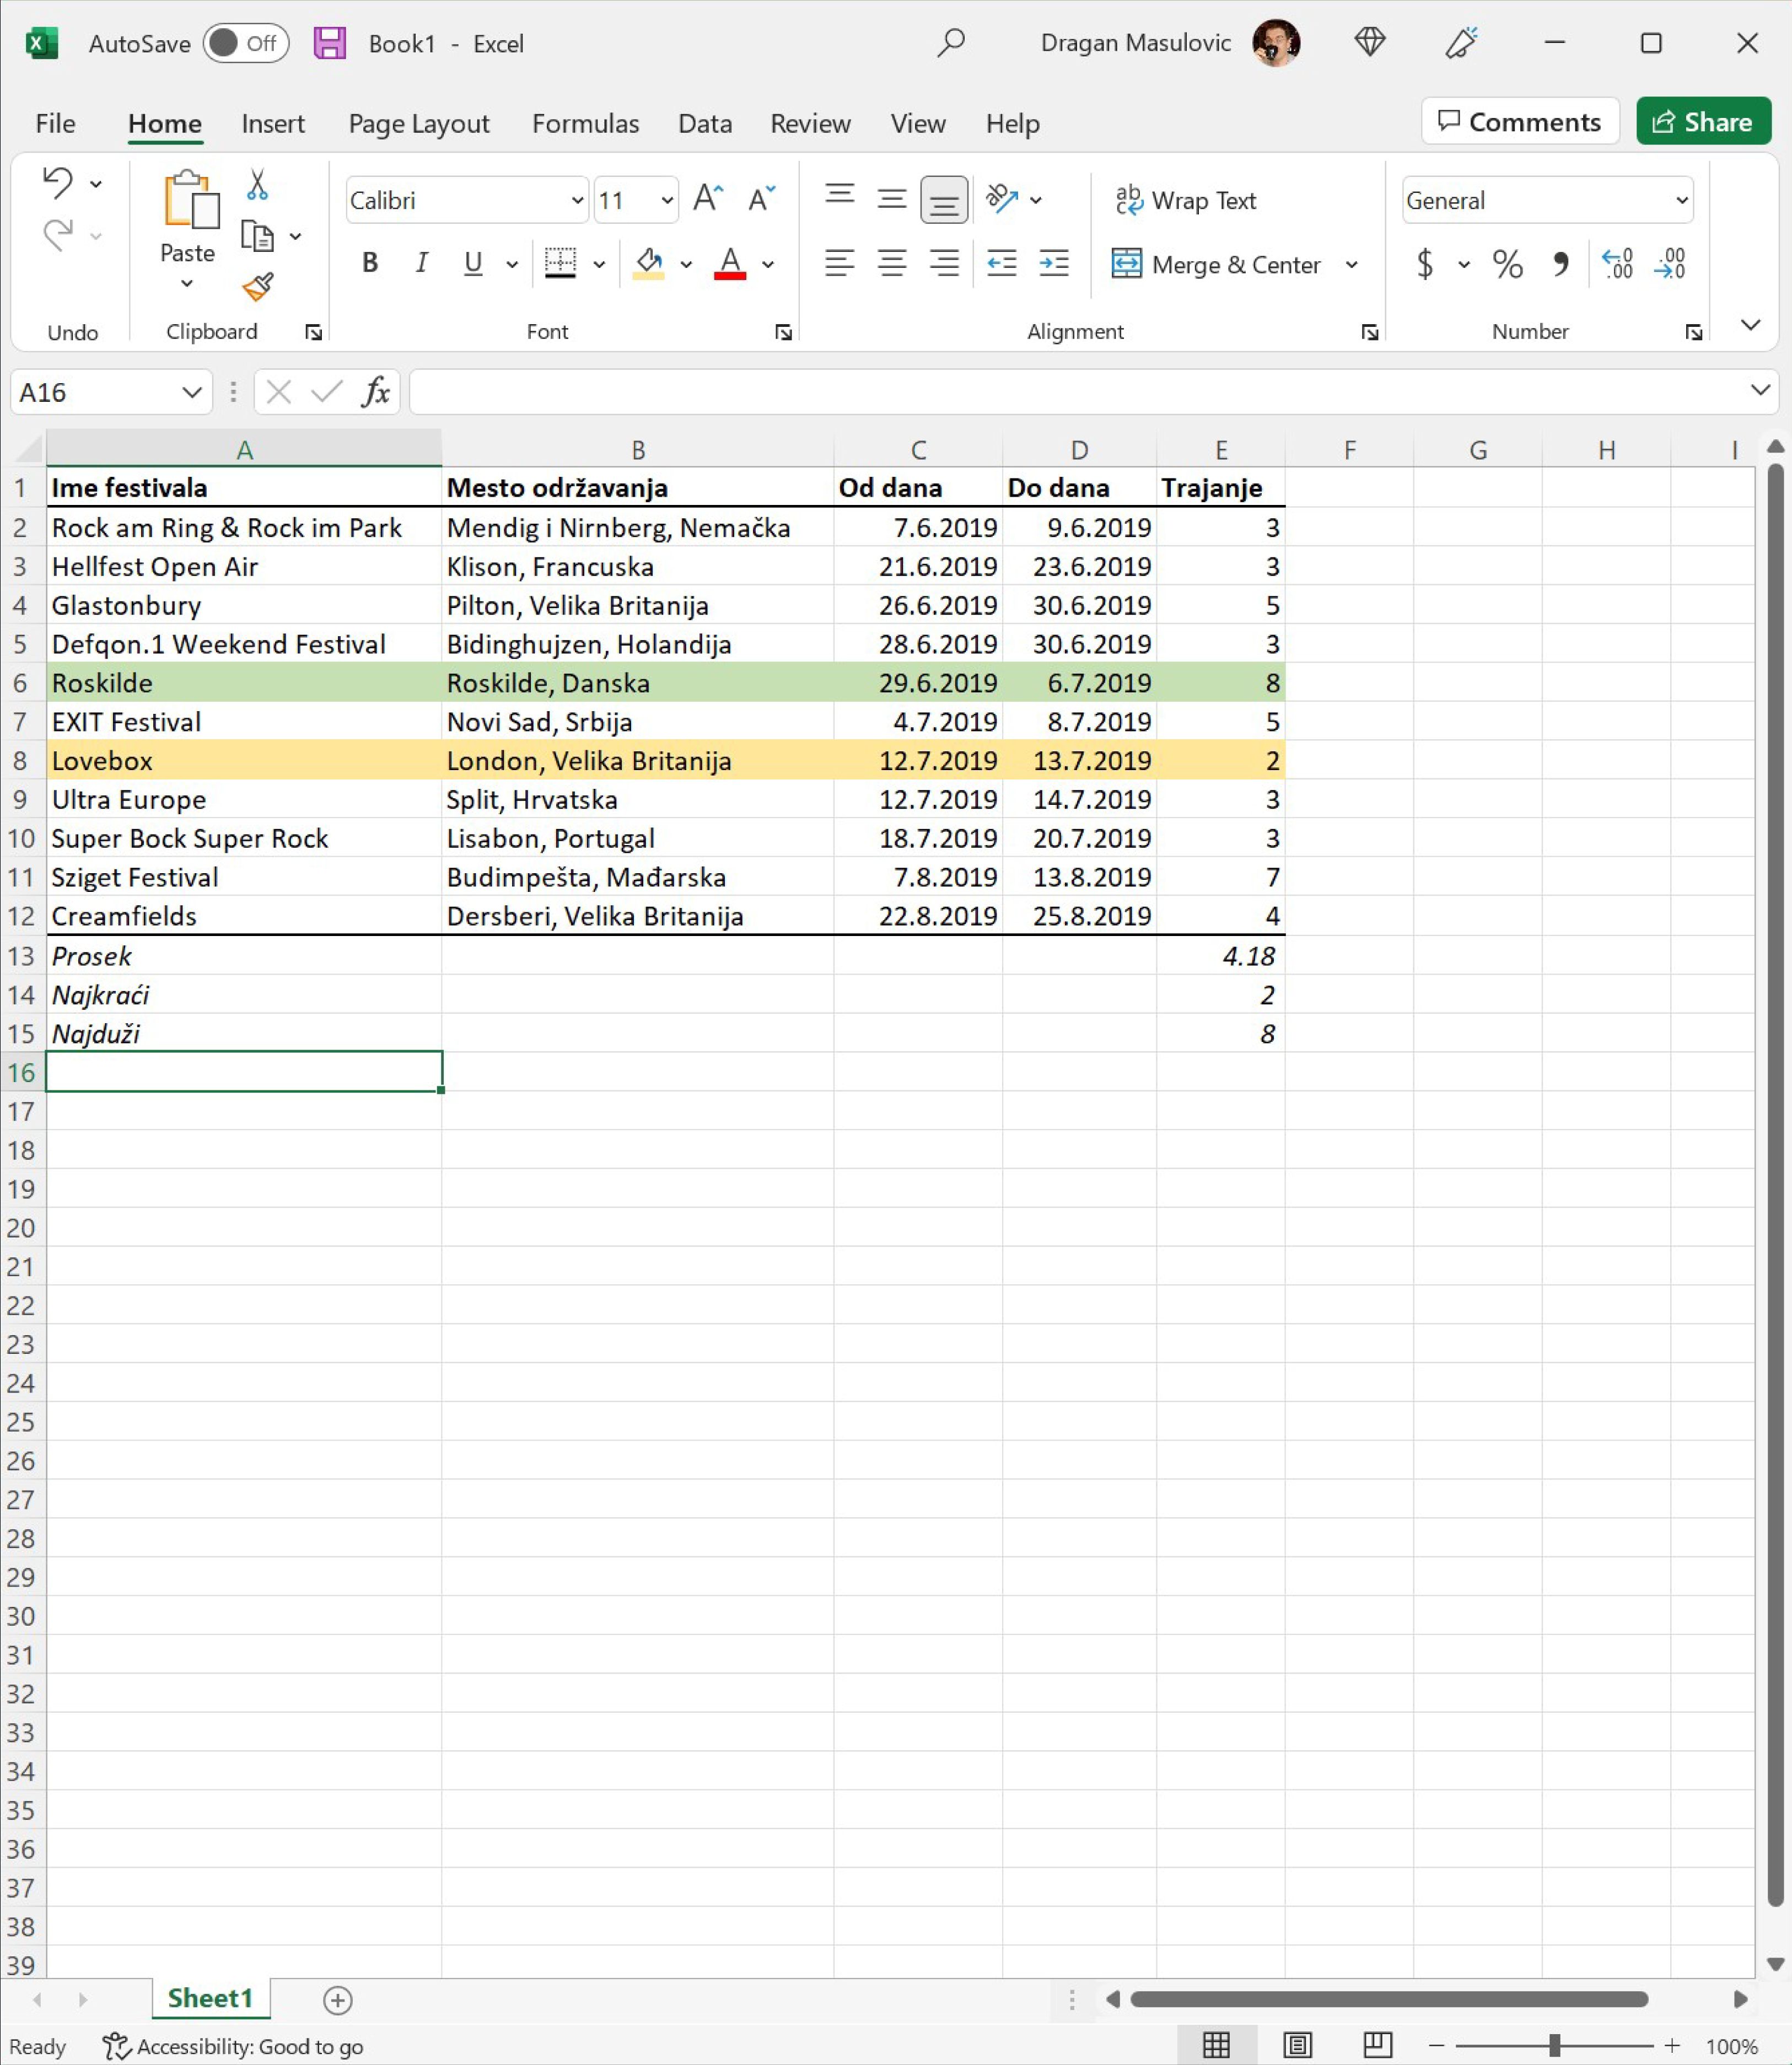 AutoSave Off Book1 - Excel Dragan Masulovic
File Home Insert Page Layout Formulas Data Review View Help Comments Share
Calibri 11 ab Wrap Text General
Paste B I U A Merge & Center $ % 9 .00 .00
Undo Clipboard Font Alignment Number
A16 fx
A B C D E F G H I
1 Ime festivala Mesto održavanja Od dana Do dana Trajanje
2 Rock am Ring & Rock im Park Mendig i Nirnberg, Nemačka 7.6.2019 9.6.2019 3
3 Hellfest Open Air Klison, Francuska 21.6.2019 23.6.2019 3
4 Glastonbury Pilton, Velika Britanija 26.6.2019 30.6.2019 5
5 Defqon.1 Weekend Festival Bidinghujzen, Holandija 28.6.2019 30.6.2019 3
6 Roskilde Roskilde, Danska 29.6.2019 6.7.2019 8
7 EXIT Festival Novi Sad, Srbija 4.7.2019 8.7.2019 5
8 Lovebox London, Velika Britanija 12.7.2019 13.7.2019 2
9 Ultra Europe Split, Hrvatska 12.7.2019 14.7.2019 3
10 Super Bock Super Rock Lisabon, Portugal 18.7.2019 20.7.2019 3
11 Sziget Festival Budimpešta, Mađarska 7.8.2019 13.8.2019 7
12 Creamfields Dersberi, Velika Britanija 22.8.2019 25.8.2019 4
13 Prosek 4.18
14 Najkraći 2
15 Najduži 8
16
17
18
19
20
21
22
23
24
25
26
27
28
29
30
31
32
33
34
35
36
37
38
39
Sheet1
Ready Accessibility: Good to go 100%